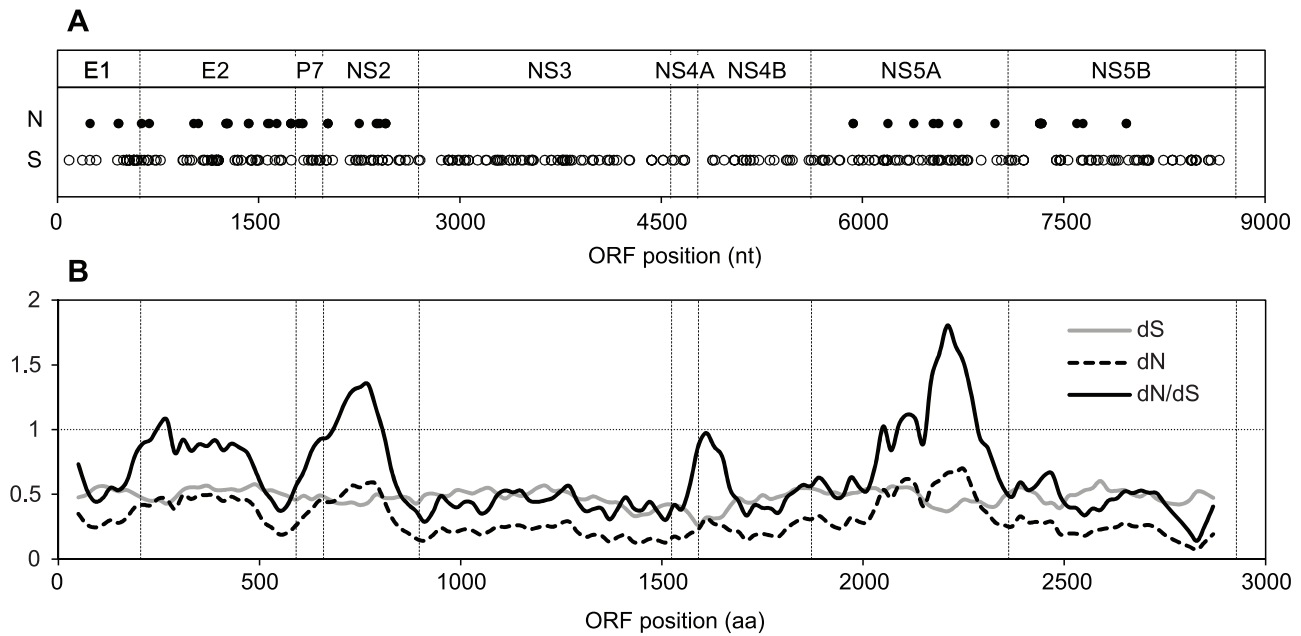 A
E1 E2 P7 NS2 NS3 NS4A NS4B NS5A NS5B
N
S
0 1500 3000 4500 6000 7500 9000
ORF position (nt)
B
2
1.5
1
0.5
0
dS
dN
dN/dS
0 500 1000 1500 2000 2500 3000
ORF position (aa)